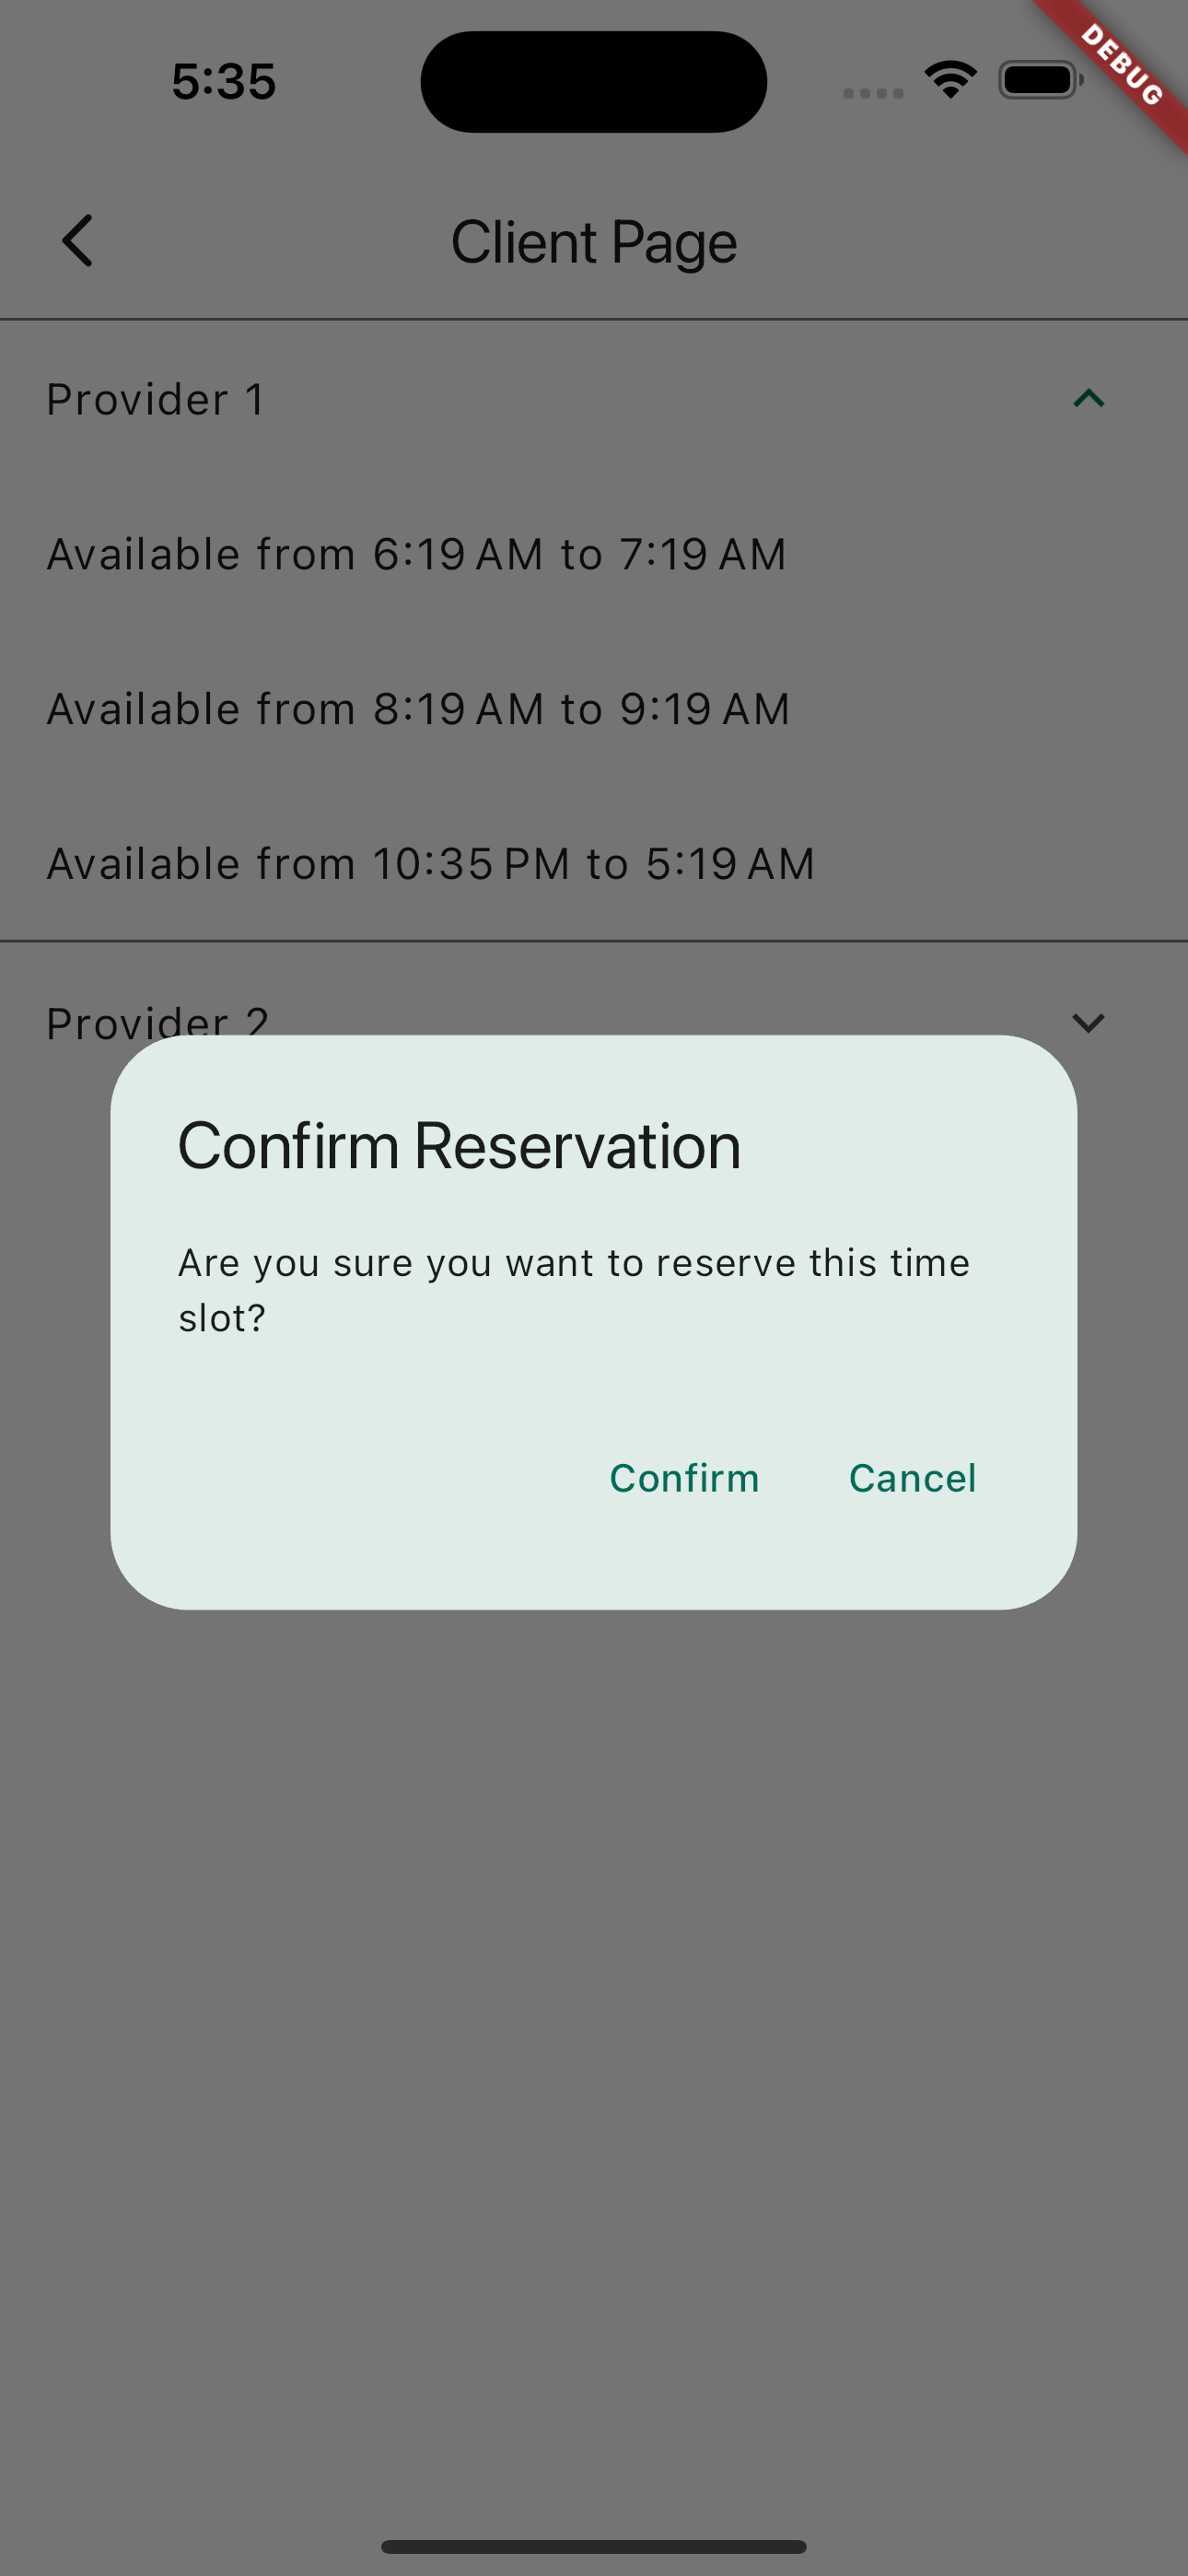 5:35
DEBUG
Client Page
Provider 1
Available from 6:19 AM to 7:19 AM
Available from 8:19 AM to 9:19 AM
Available from 10:35 PM to 5:19 AM
Provider 2
Confirm Reservation
Are you sure you want to reserve this time
slot?
Confirm Cancel